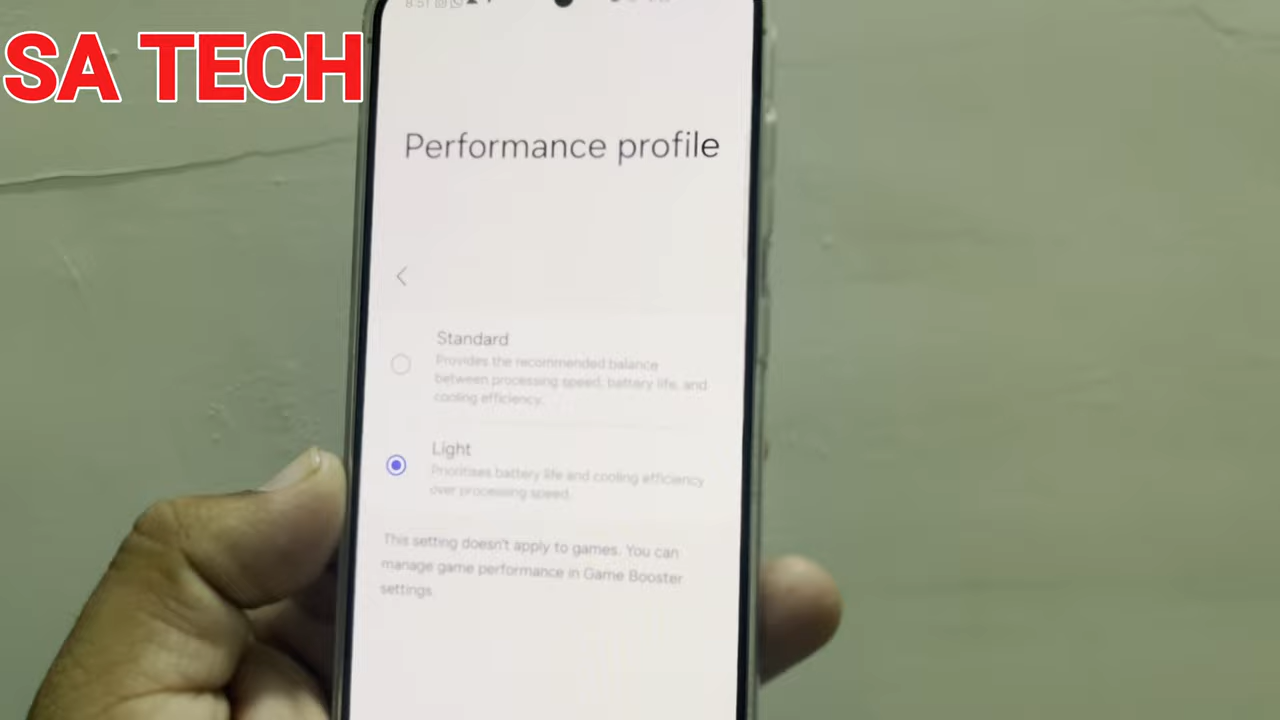 SA TECH
8:51
Performance profile
Standard
Provides the recommended balance
between processing speed, battery life, and
cooling efficiency.
Light
Prioritises battery life and cooling efficiency
over processing speed.
This setting doesn't apply to games. You can
manage game performance in Game Booster
settings.